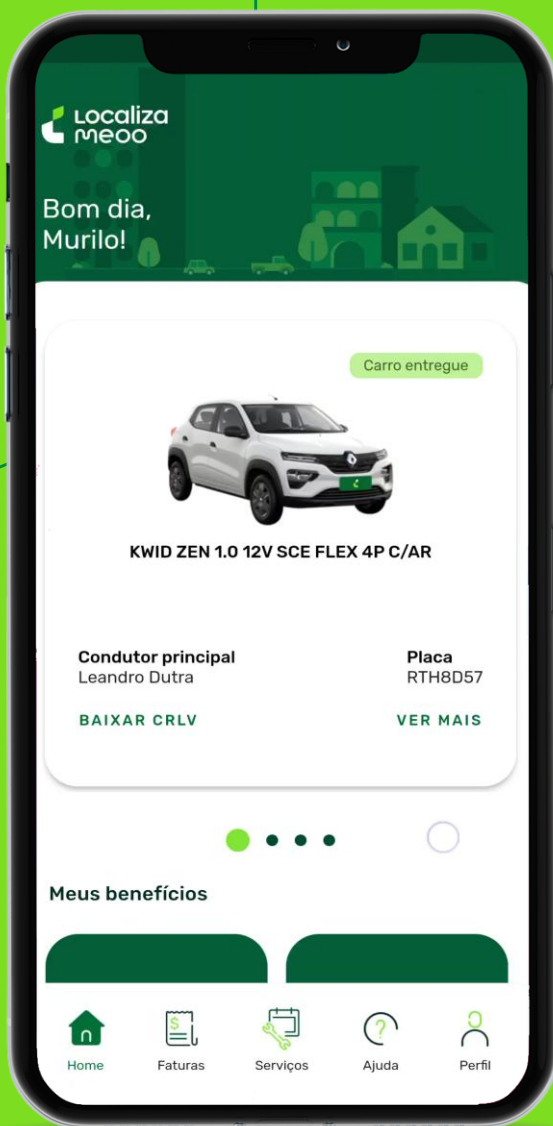 Localiza
meoo
Bom dia,
Murilo!
Carro entregue
KWID ZEN 1.0 12V SCE FLEX 4P C/AR
Condutor principal
Placa
Leandro Dutra
RTH8D57
BAIXAR CRLV
VER MAIS
Meus benefícios
Home
Faturas
Serviços
Ajuda
Perfil